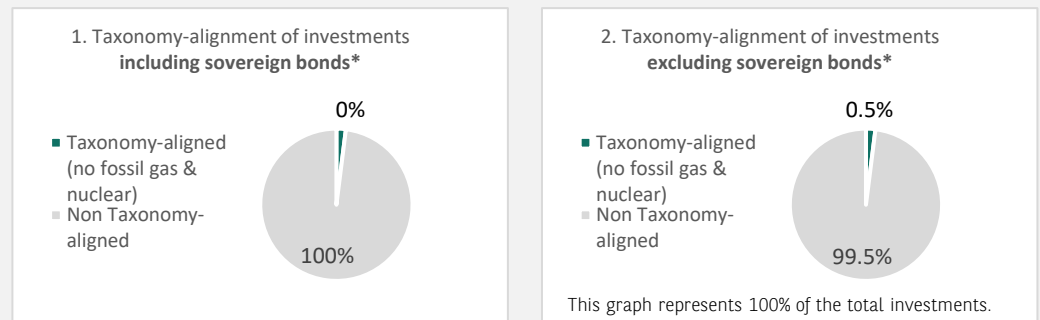 1. Taxonomy-alignment of investments
including sovereign bonds*
0%
Taxonomy-aligned
(no fossil gas &
nuclear)
Non Taxonomy-
aligned
100%
2. Taxonomy-alignment of investments
excluding sovereign bonds*
0.5%
Taxonomy-aligned
(no fossil gas &
nuclear)
Non Taxonomy-
aligned
99.5%
This graph represents 100% of the total investments.